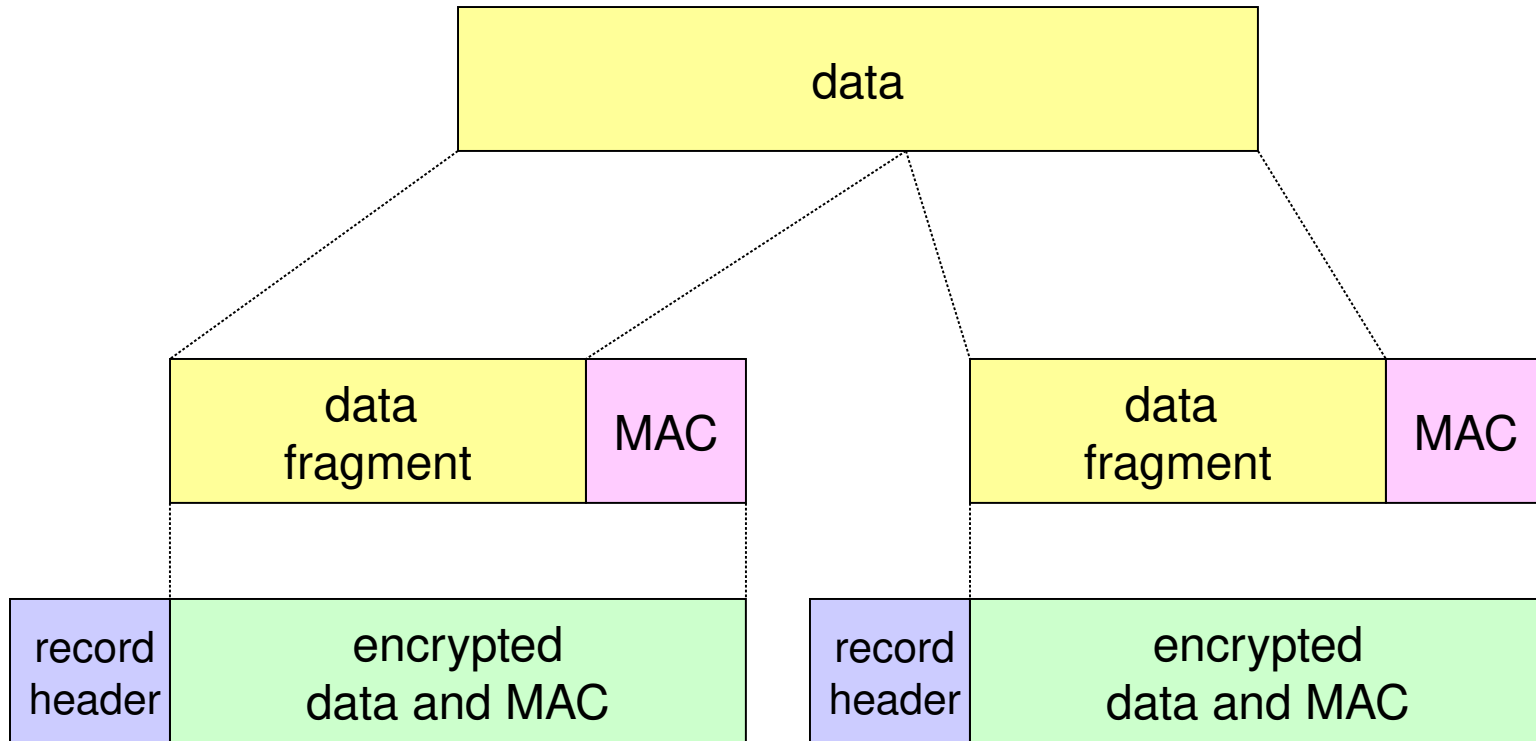 data
data
fragment
MAC
data
fragment
MAC
record
header
encrypted
data and MAC
record
header
encrypted
data and MAC